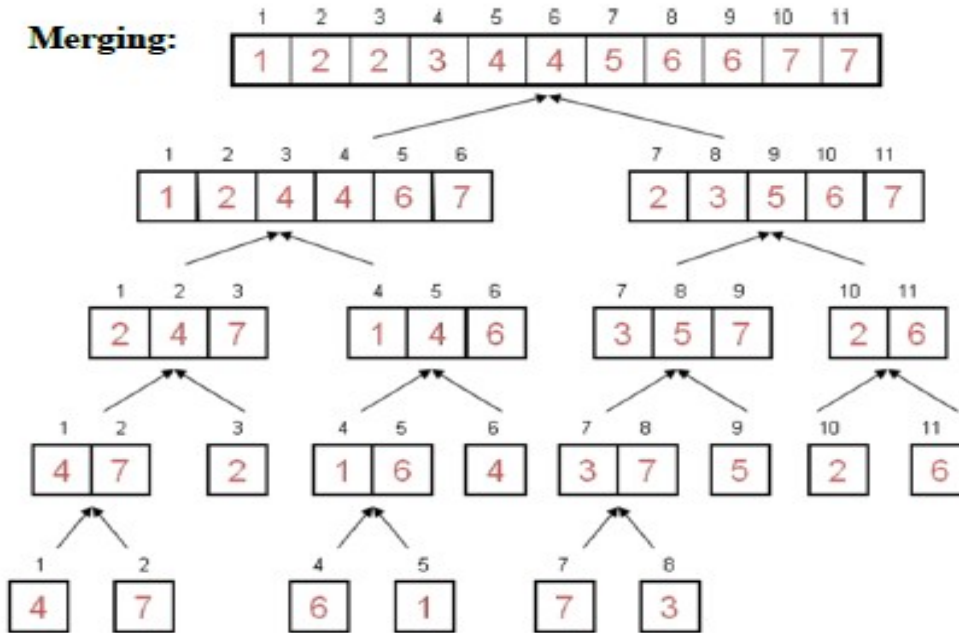 1 2 3 4 5 6 7 8 9 10 11
Merging:
1 2 2 3 4 4 5 6 6 7 7
1 2 3 4 5 6 7 8 9 10 11
1 2 4 4 6 7 2 3 5 6 7
1 2 3 4 5 6 7 8 9 10 11
2 4 7 1 4 6 3 5 7 2 6
1 2 3 4 5 6 7 8 9 10 11
4 7 2 1 6 4 3 7 5 2 6
1 2 4 5 7 8
4 7 6 1 7 3